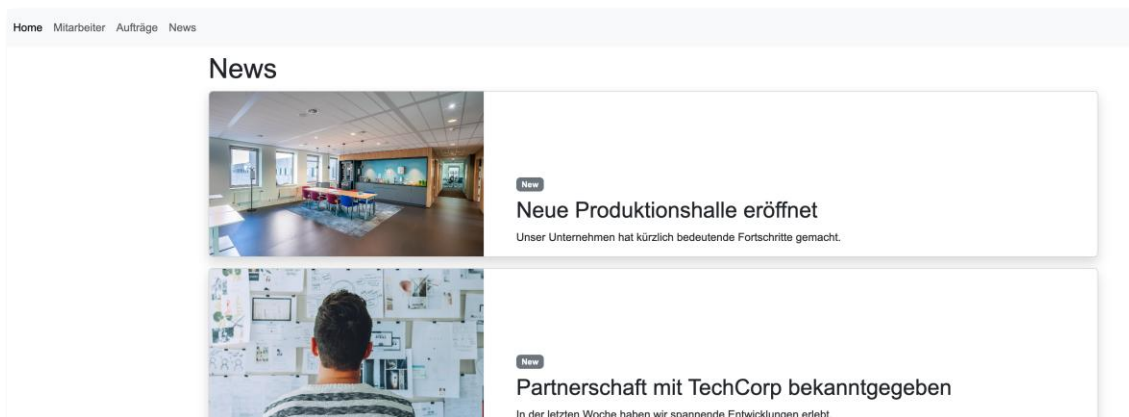 Home Mitarbeiter Aufträge News
News
New
Neue Produktionshalle eröffnet
Unser Unternehmen hat kürzlich bedeutende Fortschritte gemacht.
New
Partnerschaft mit TechCorp bekanntgegeben
In der letzten Woche haben wir spannende Entwicklungen erlebt.